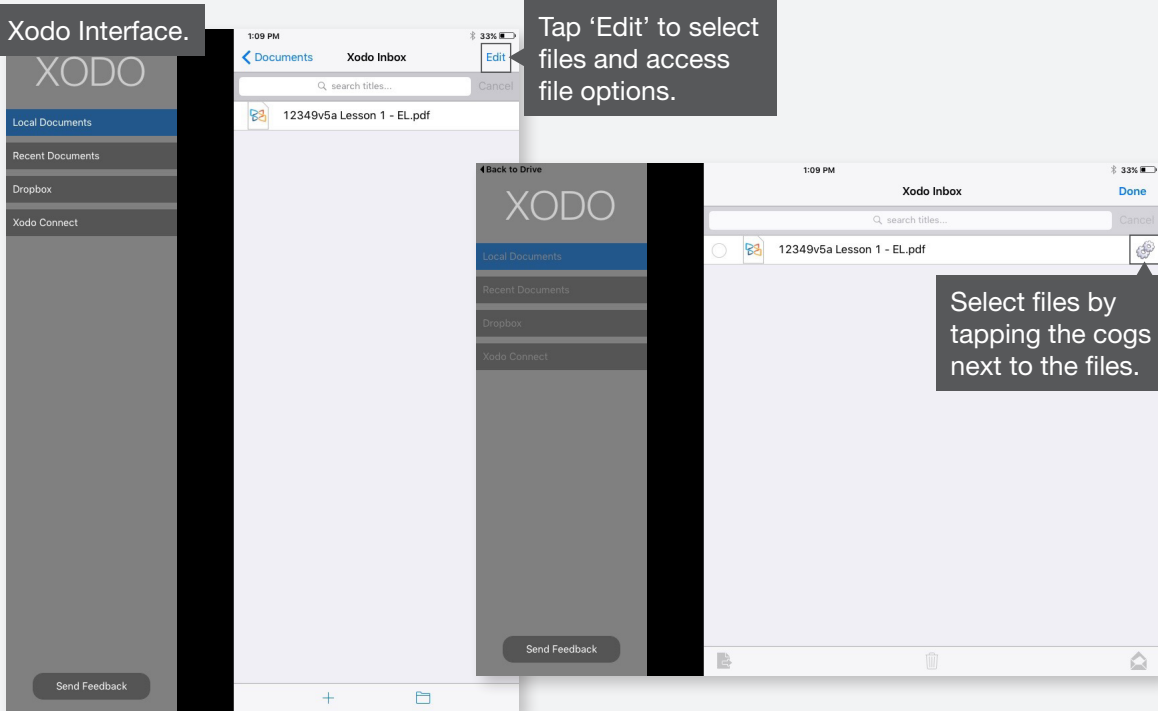 Xodo Interface.
XODO
Local Documents
Recent Documents
Dropbox
Xodo Connect
Send Feedback
1:09 PM
33%
Documents
Xodo Inbox
Edit
search titles...
Cancel
12349v5a Lesson 1 - EL.pdf
Tap ‘Edit’ to select
files and access
file options.
Back to Drive
XODO
Local Documents
Recent Documents
Dropbox
Xodo Connect
Send Feedback
1:09 PM
33%
Xodo Inbox
Done
search titles...
Cancel
12349v5a Lesson 1 - EL.pdf
Select files by
tapping the cogs
next to the files.